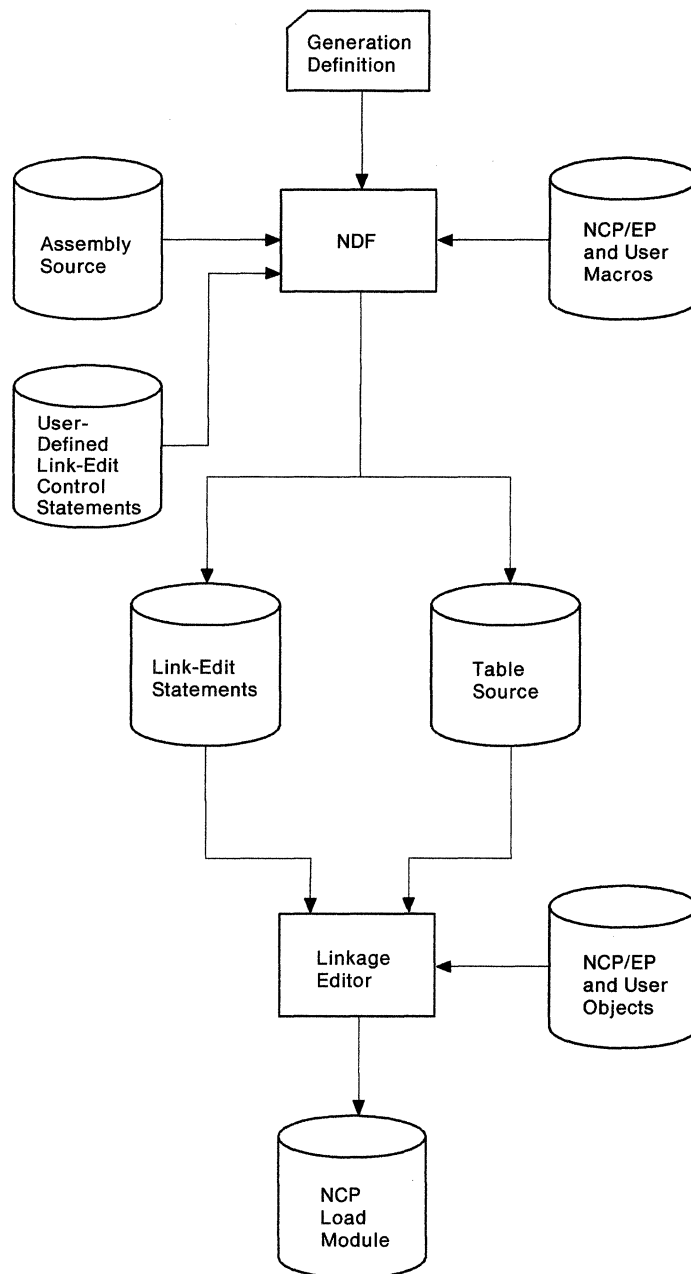 Generation
Definition
Assembly
Source
NDF
NCP/EP
and User
Macros
User-
Defined
Link-Edit
Control
Statements
Link-Edit
Statements
Table
Source
Linkage
Editor
NCP/EP
and User
Objects
NCP
Load
Module